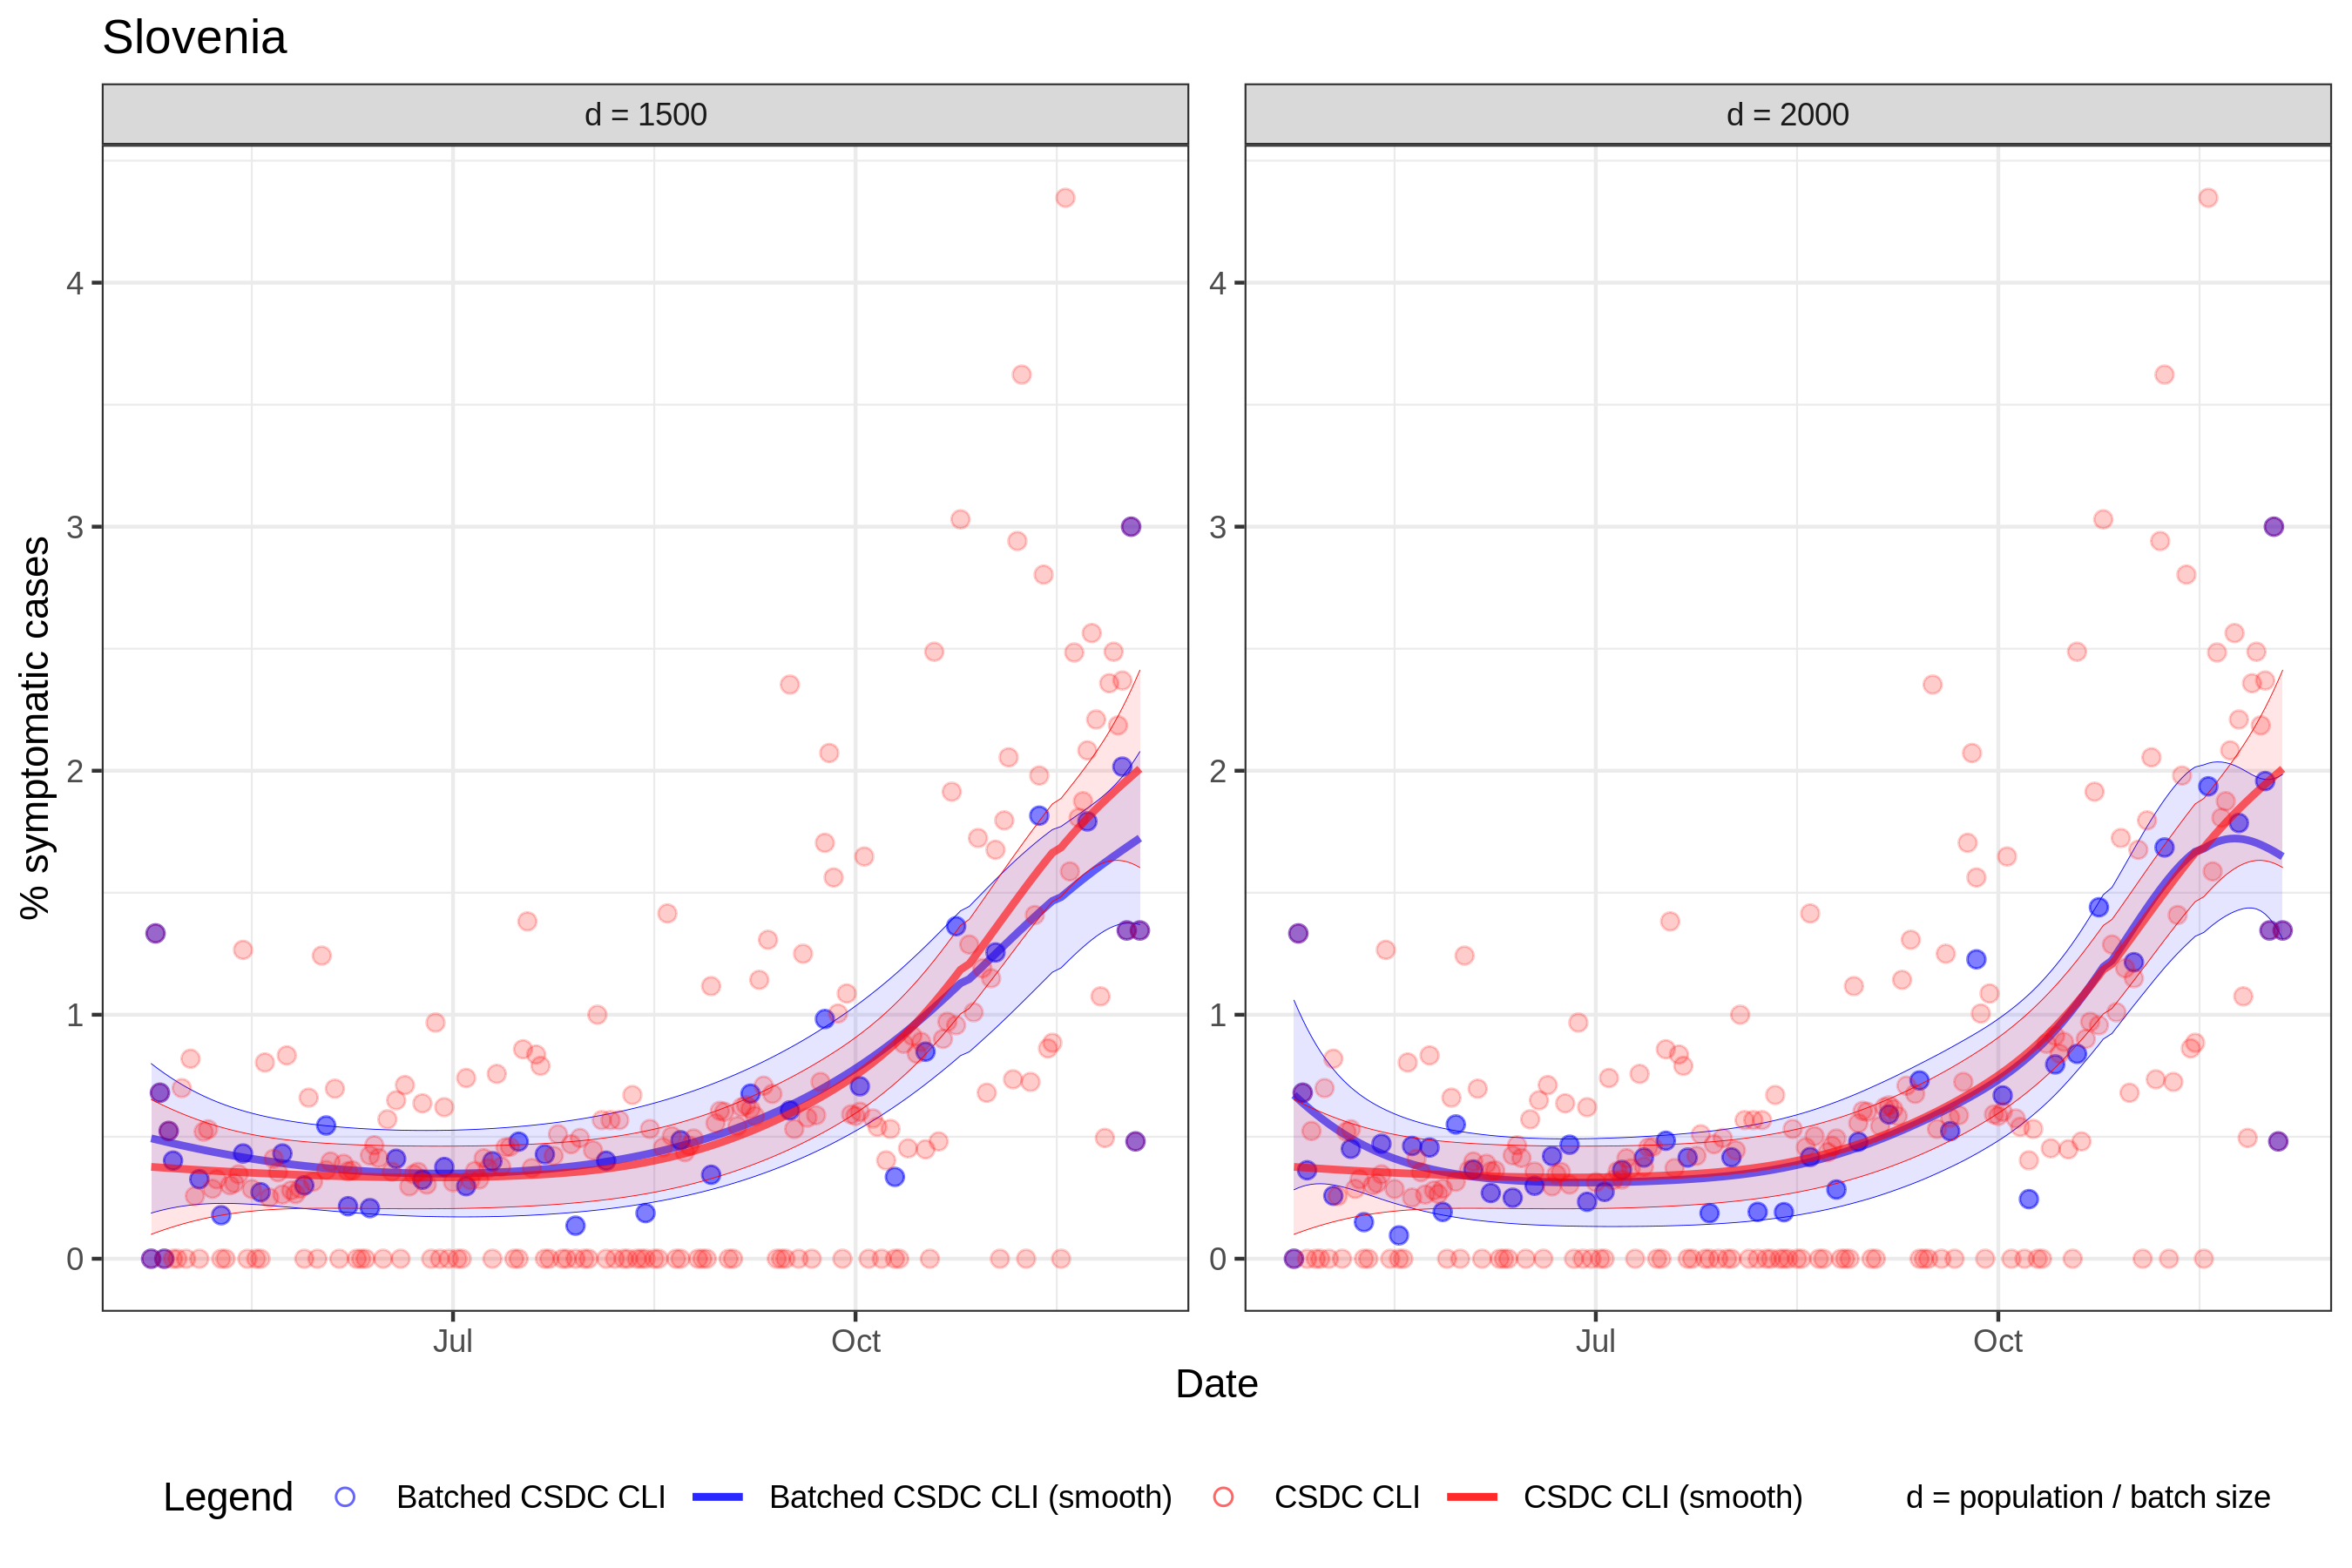 Slovenia
d = 1500
d = 2000
% symptomatic cases
4
3
2
1
0
4
3
2
1
0
Jul
Oct
Jul
Oct
Date
Legend
Batched CSDC CLI
Batched CSDC CLI (smooth)
CSDC CLI
CSDC CLI (smooth)
d = population / batch size